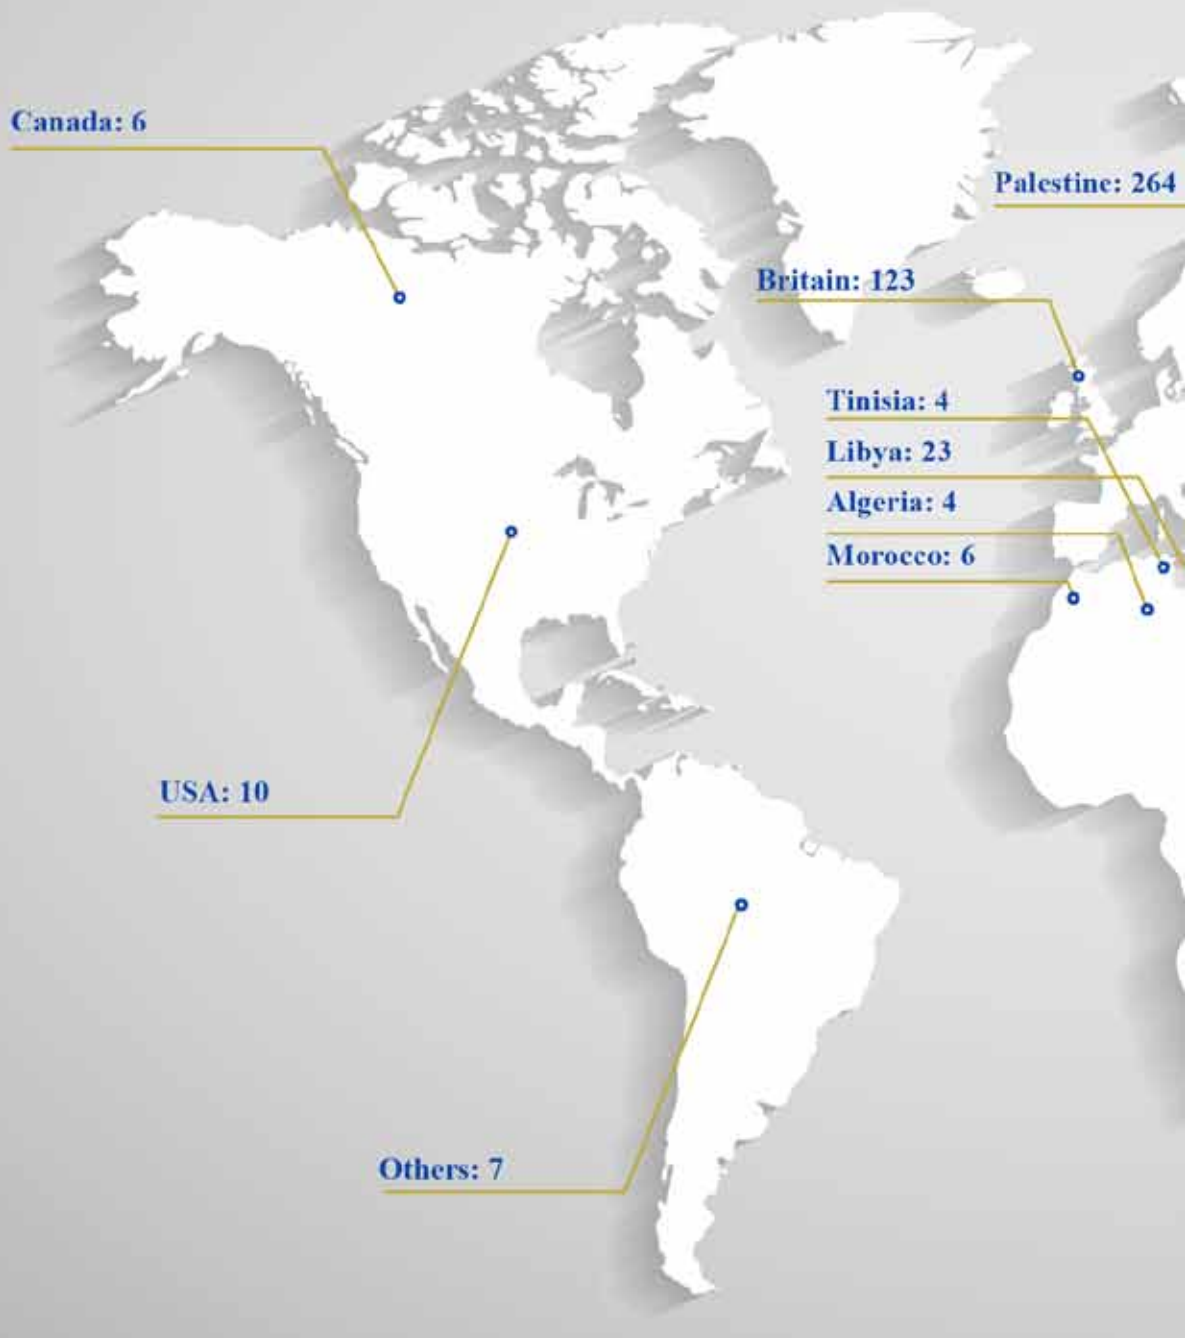 Canada: 6
Palestine: 264
Britain: 123
Tinisia: 4
Libya: 23
Algeria: 4
Morocco: 6
USA: 10
Others: 7